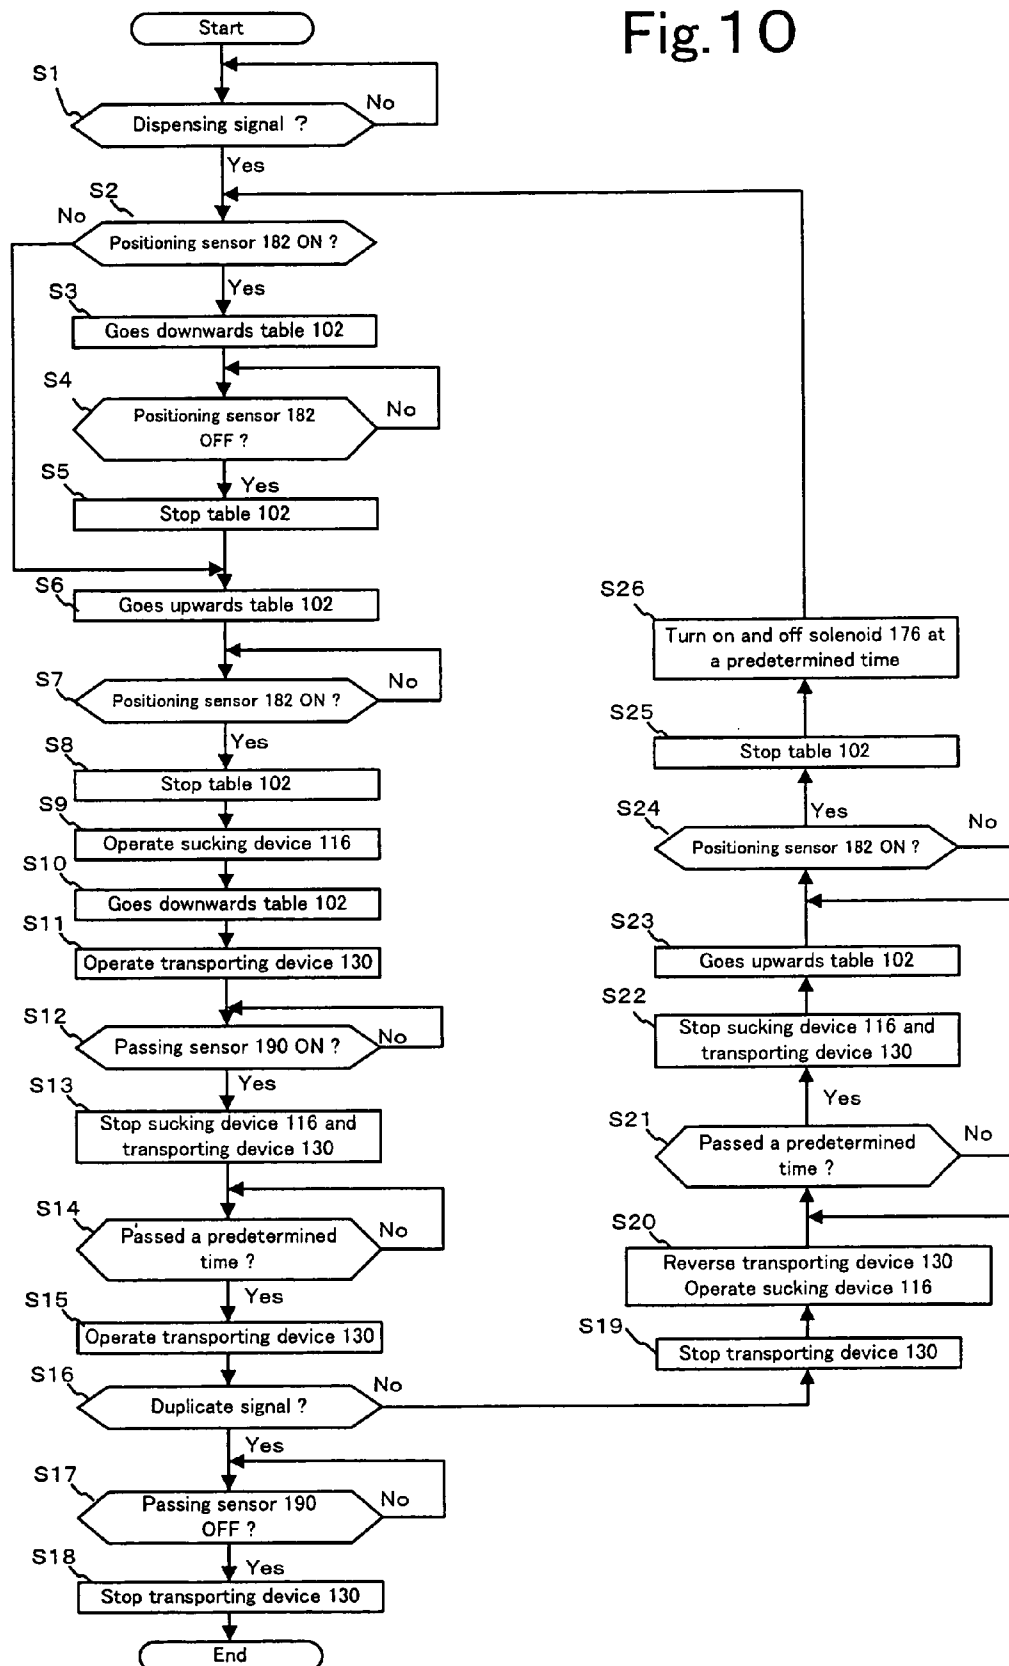 Fig.10
Start
S1
Dispensing signal ?
No
Yes
S2
No
Positioning sensor 182 ON ?
Yes
S3
Goes downwards table 102
S4
Positioning sensor 182
OFF ?
No
Yes
S5
Stop table 102
S6
Goes upwards table 102
S7
Positioning sensor 182 ON ?
No
Yes
S8
Stop table 102
S9
Operate sucking device 116
S10
Goes downwards table 102
S11
Operate transporting device 130
S12
Passing sensor 190 ON ?
No
Yes
S13
Stop sucking device 116 and
transporting device 130
S14
Passed a predetermined
time ?
No
Yes
S15
Operate transporting device 130
S16
Duplicate signal ?
No
Yes
S17
Passing sensor 190
OFF ?
No
Yes
S18
Stop transporting device 130
End
S26
Turn on and off solenoid 176 at
a predetermined time
S25
Stop table 102
Yes
S24
No
Positioning sensor 182 ON ?
S23
Goes upwards table 102
S22
Stop sucking device 116 and
transporting device 130
Yes
S21
No
Passed a predetermined
time ?
S20
Reverse transporting device 130
Operate sucking device 116
S19
Stop transporting device 130